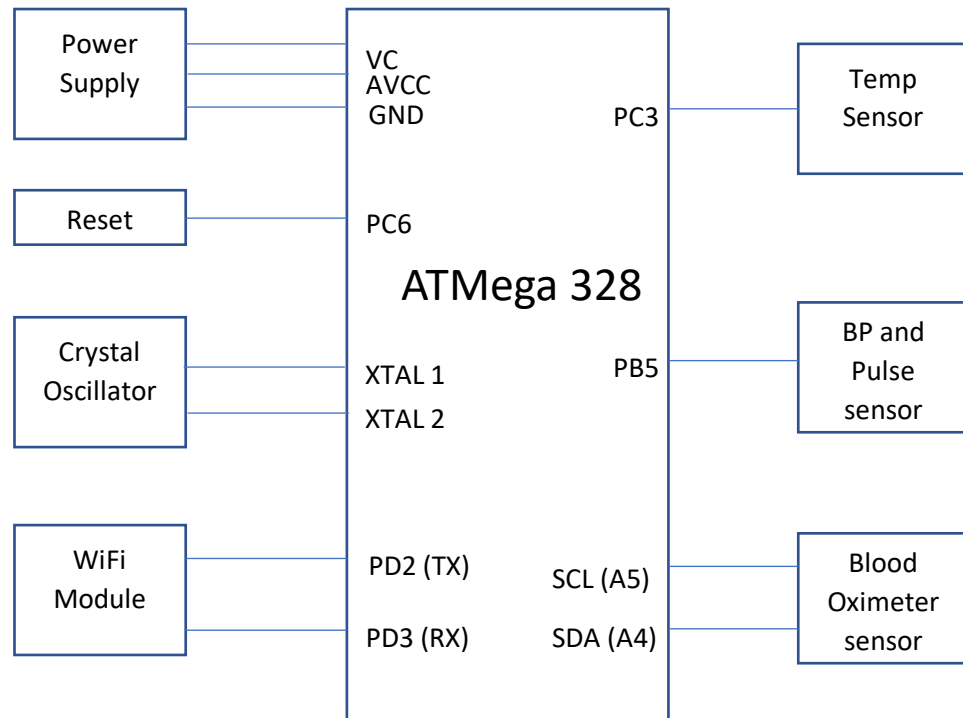 Power
Supply
VC
AVCC
GND
PC3
Temp
Sensor
Reset
PC6
ATMega 328
Crystal
Oscillator
XTAL 1
XTAL 2
PB5
BP and
Pulse
sensor
WiFi
Module
PD2 (TX)
PD3 (RX)
SCL (A5)
SDA (A4)
Blood
Oximeter
sensor